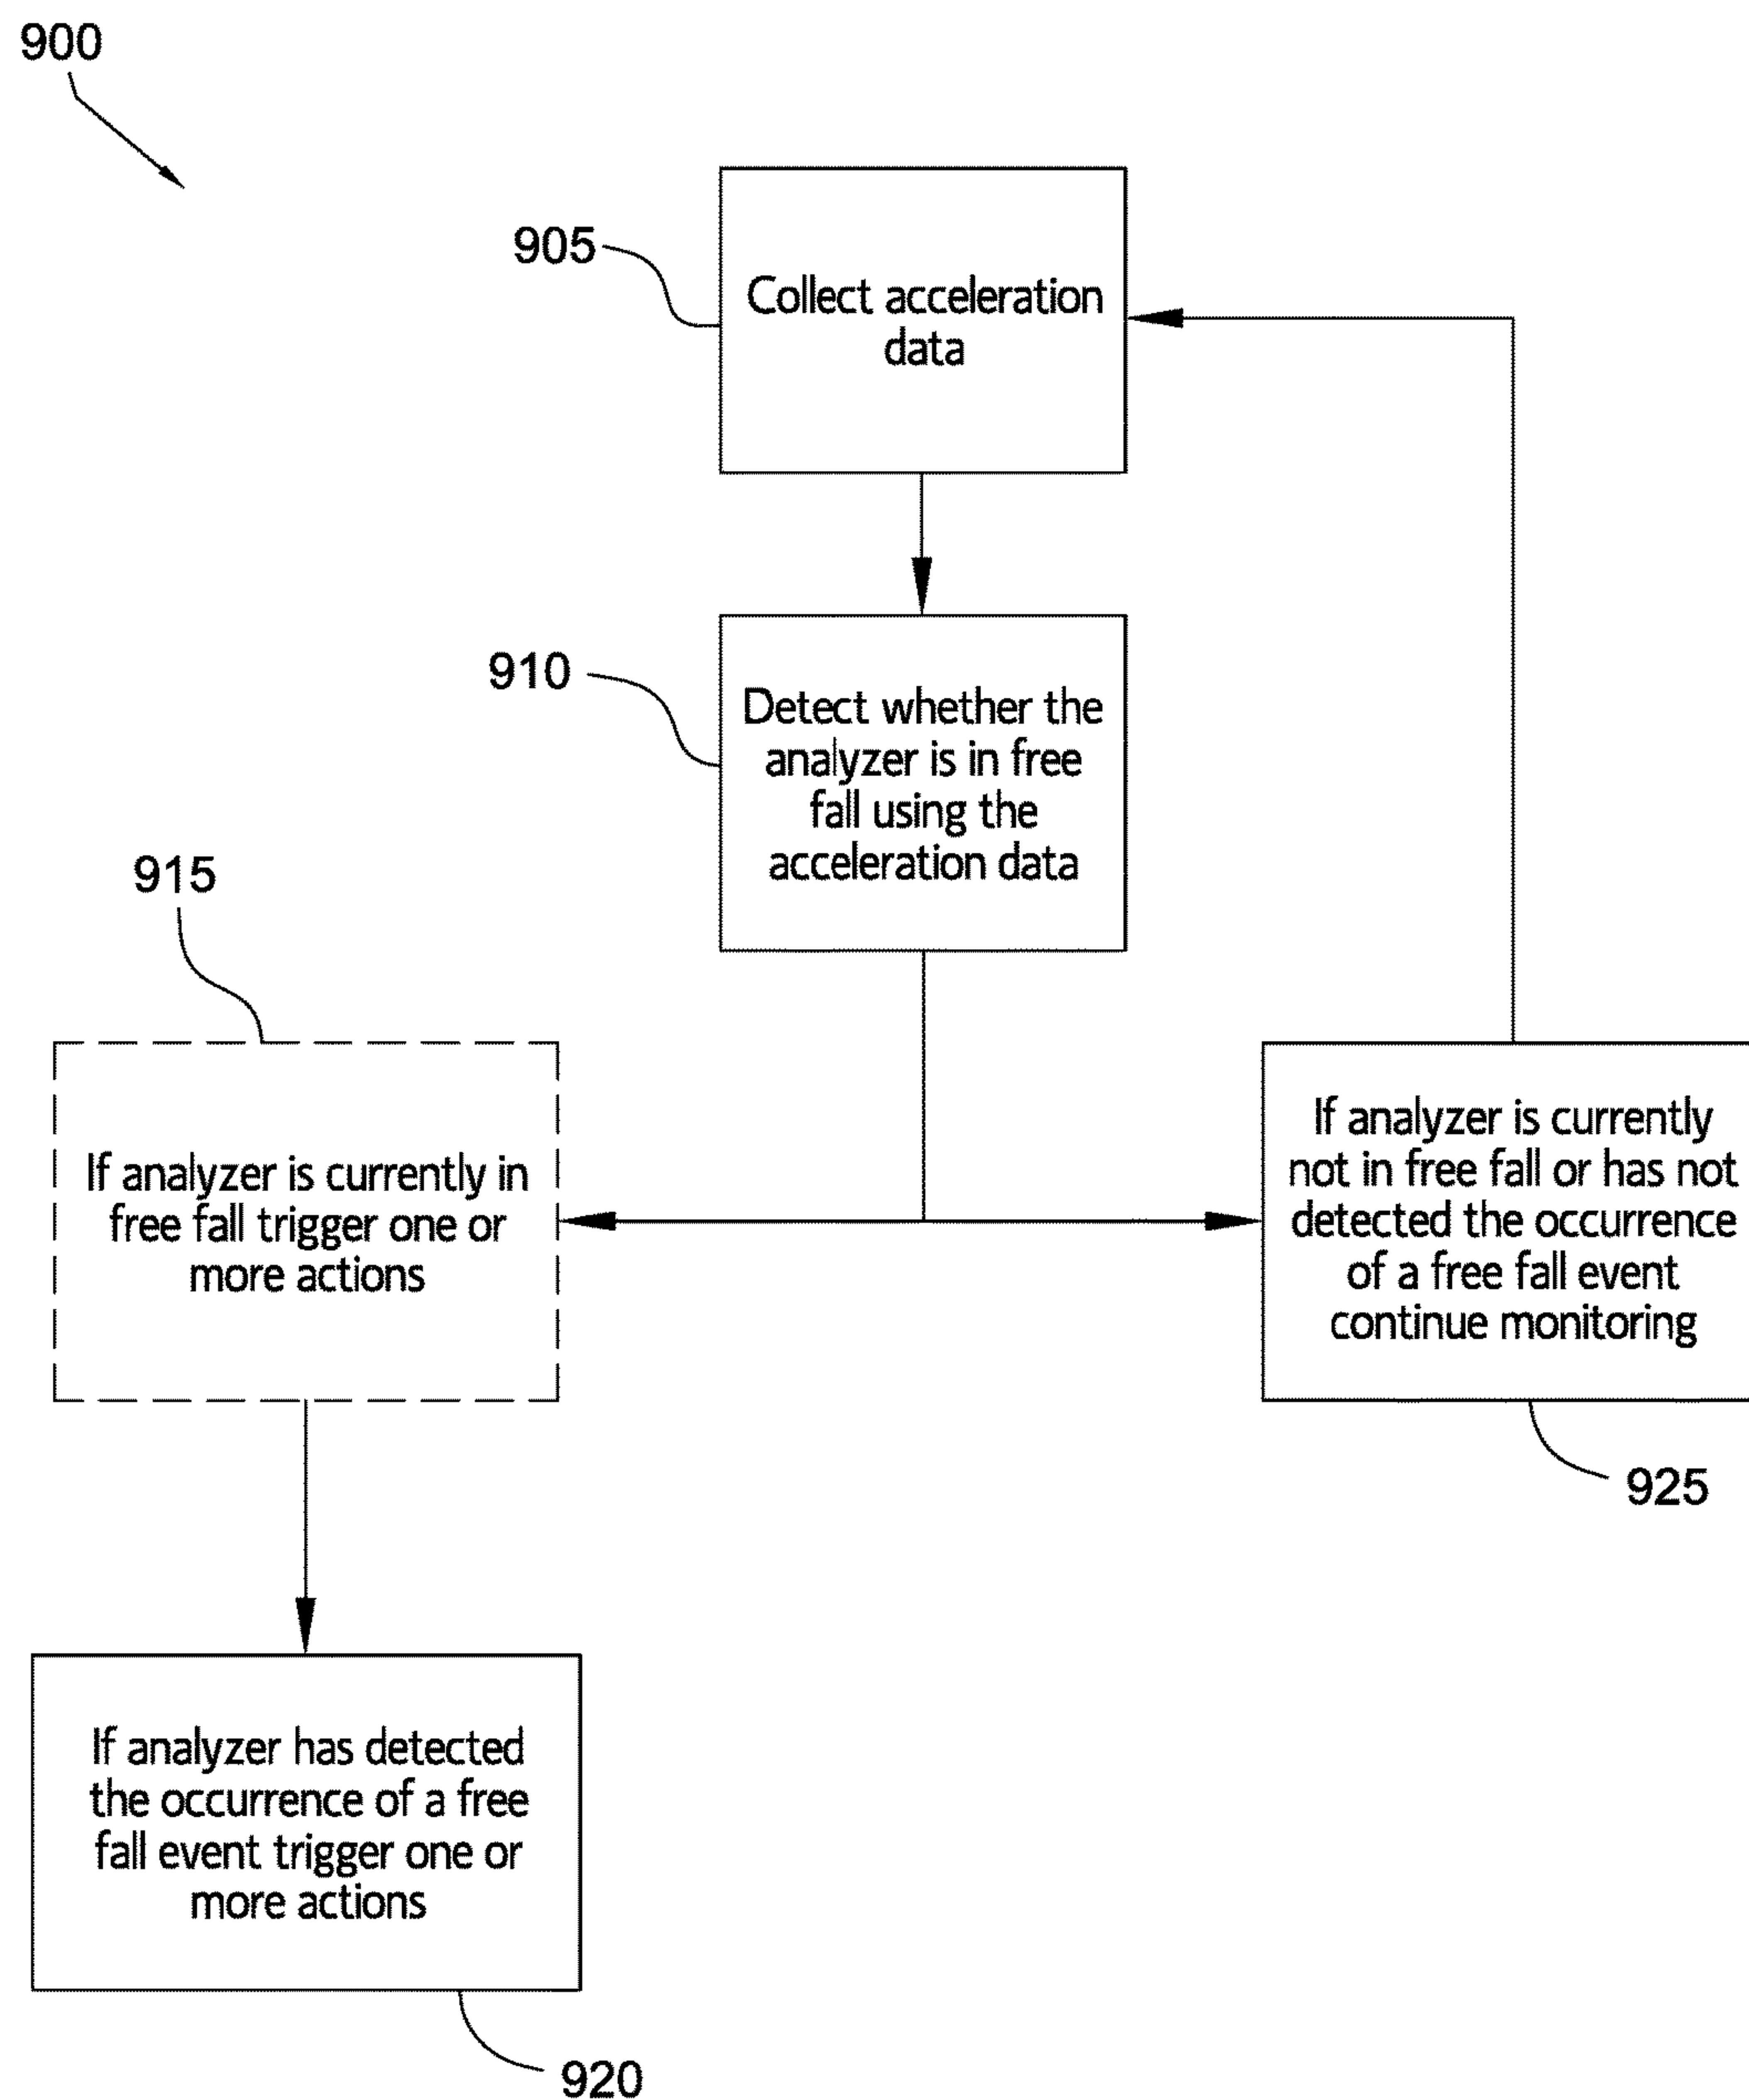 900
905
Collect acceleration
data
910
Detect whether the
analyzer is in free
fall using the
acceleration data
915
If analyzer is currently in
free fall trigger one or
more actions
If analyzer is currently
not in free fall or has not
detected the occurrence
of a free fall event
continue monitoring
925
If analyzer has detected
the occurrence of a free
fall event trigger one or
more actions
920